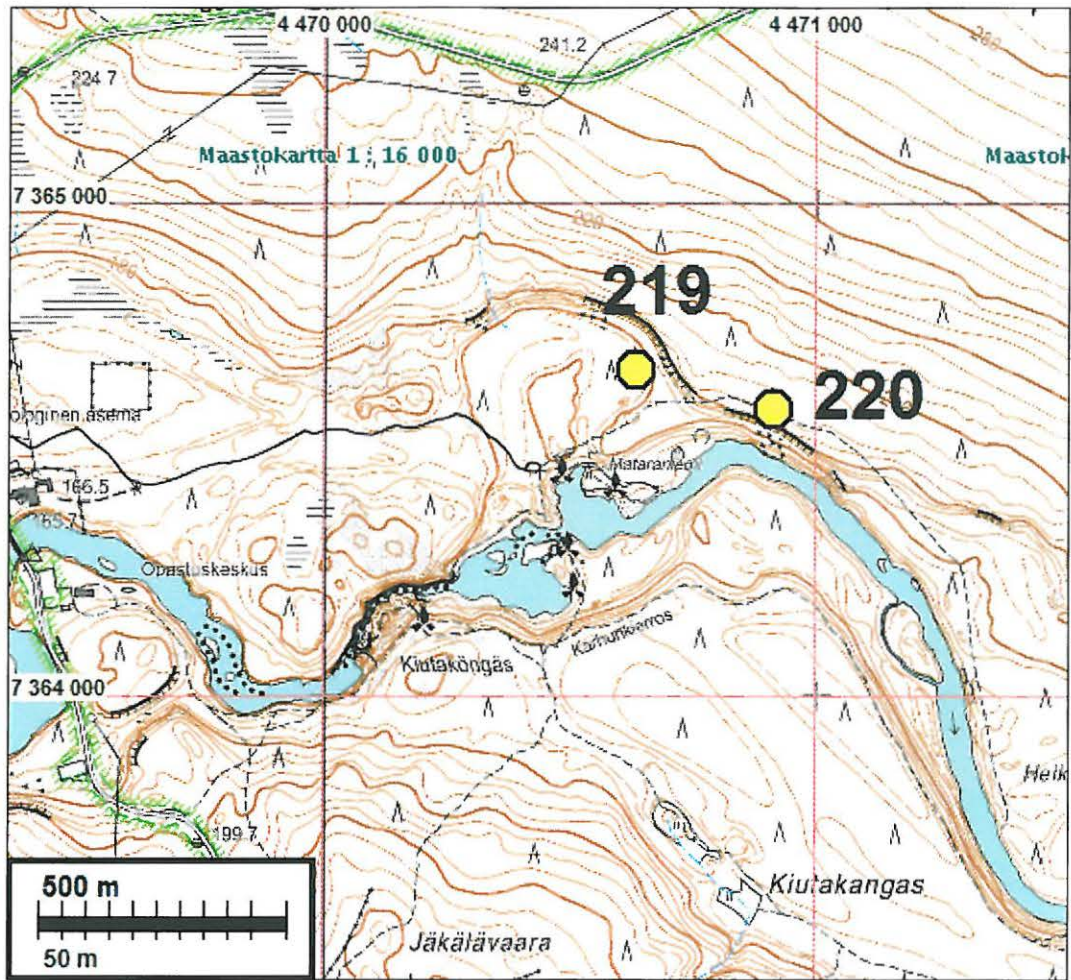 4 470 000
4 471 000
241.2
224.7
Maastokartta 1 : 16 000
Maastok
7 365 000
220
219
220
ologinen asema
166.5
165.7
Opastuskeskus
Karhunkierros
Kiutaköngäs
7 364 000
Heik
199.7
500 m
50 m
Kiutakangas
Jäkälävaara